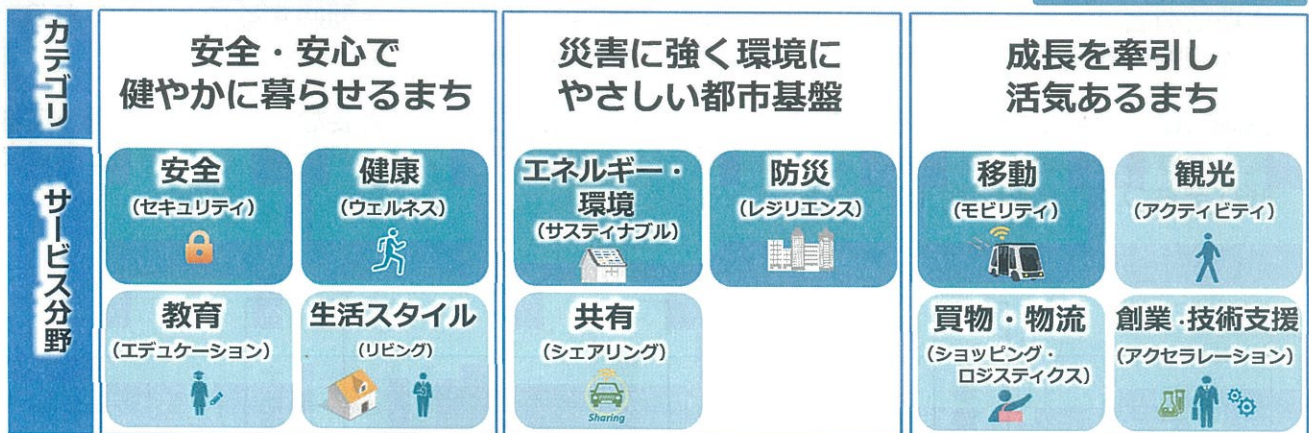 カテゴリ
安全・安心で
健やかに暮らせるまち
災害に強く環境に
やさしい都市基盤
成長を牽引し
活気あるまち
サービス分野
安全
(セキュリティ)
健康
(ウェルネス)
教育
(エデュケーション)
生活スタイル
(リビング)
エネルギー・
環境
(サスティナブル)
防災
(レジリエンス)
共有
(シェアリング)
Sharing
移動
(モビリティ)
観光
(アクティビティ)
買物・物流
(ショッピング・
ロジスティクス)
創業・技術支援
(アクセラレーション)